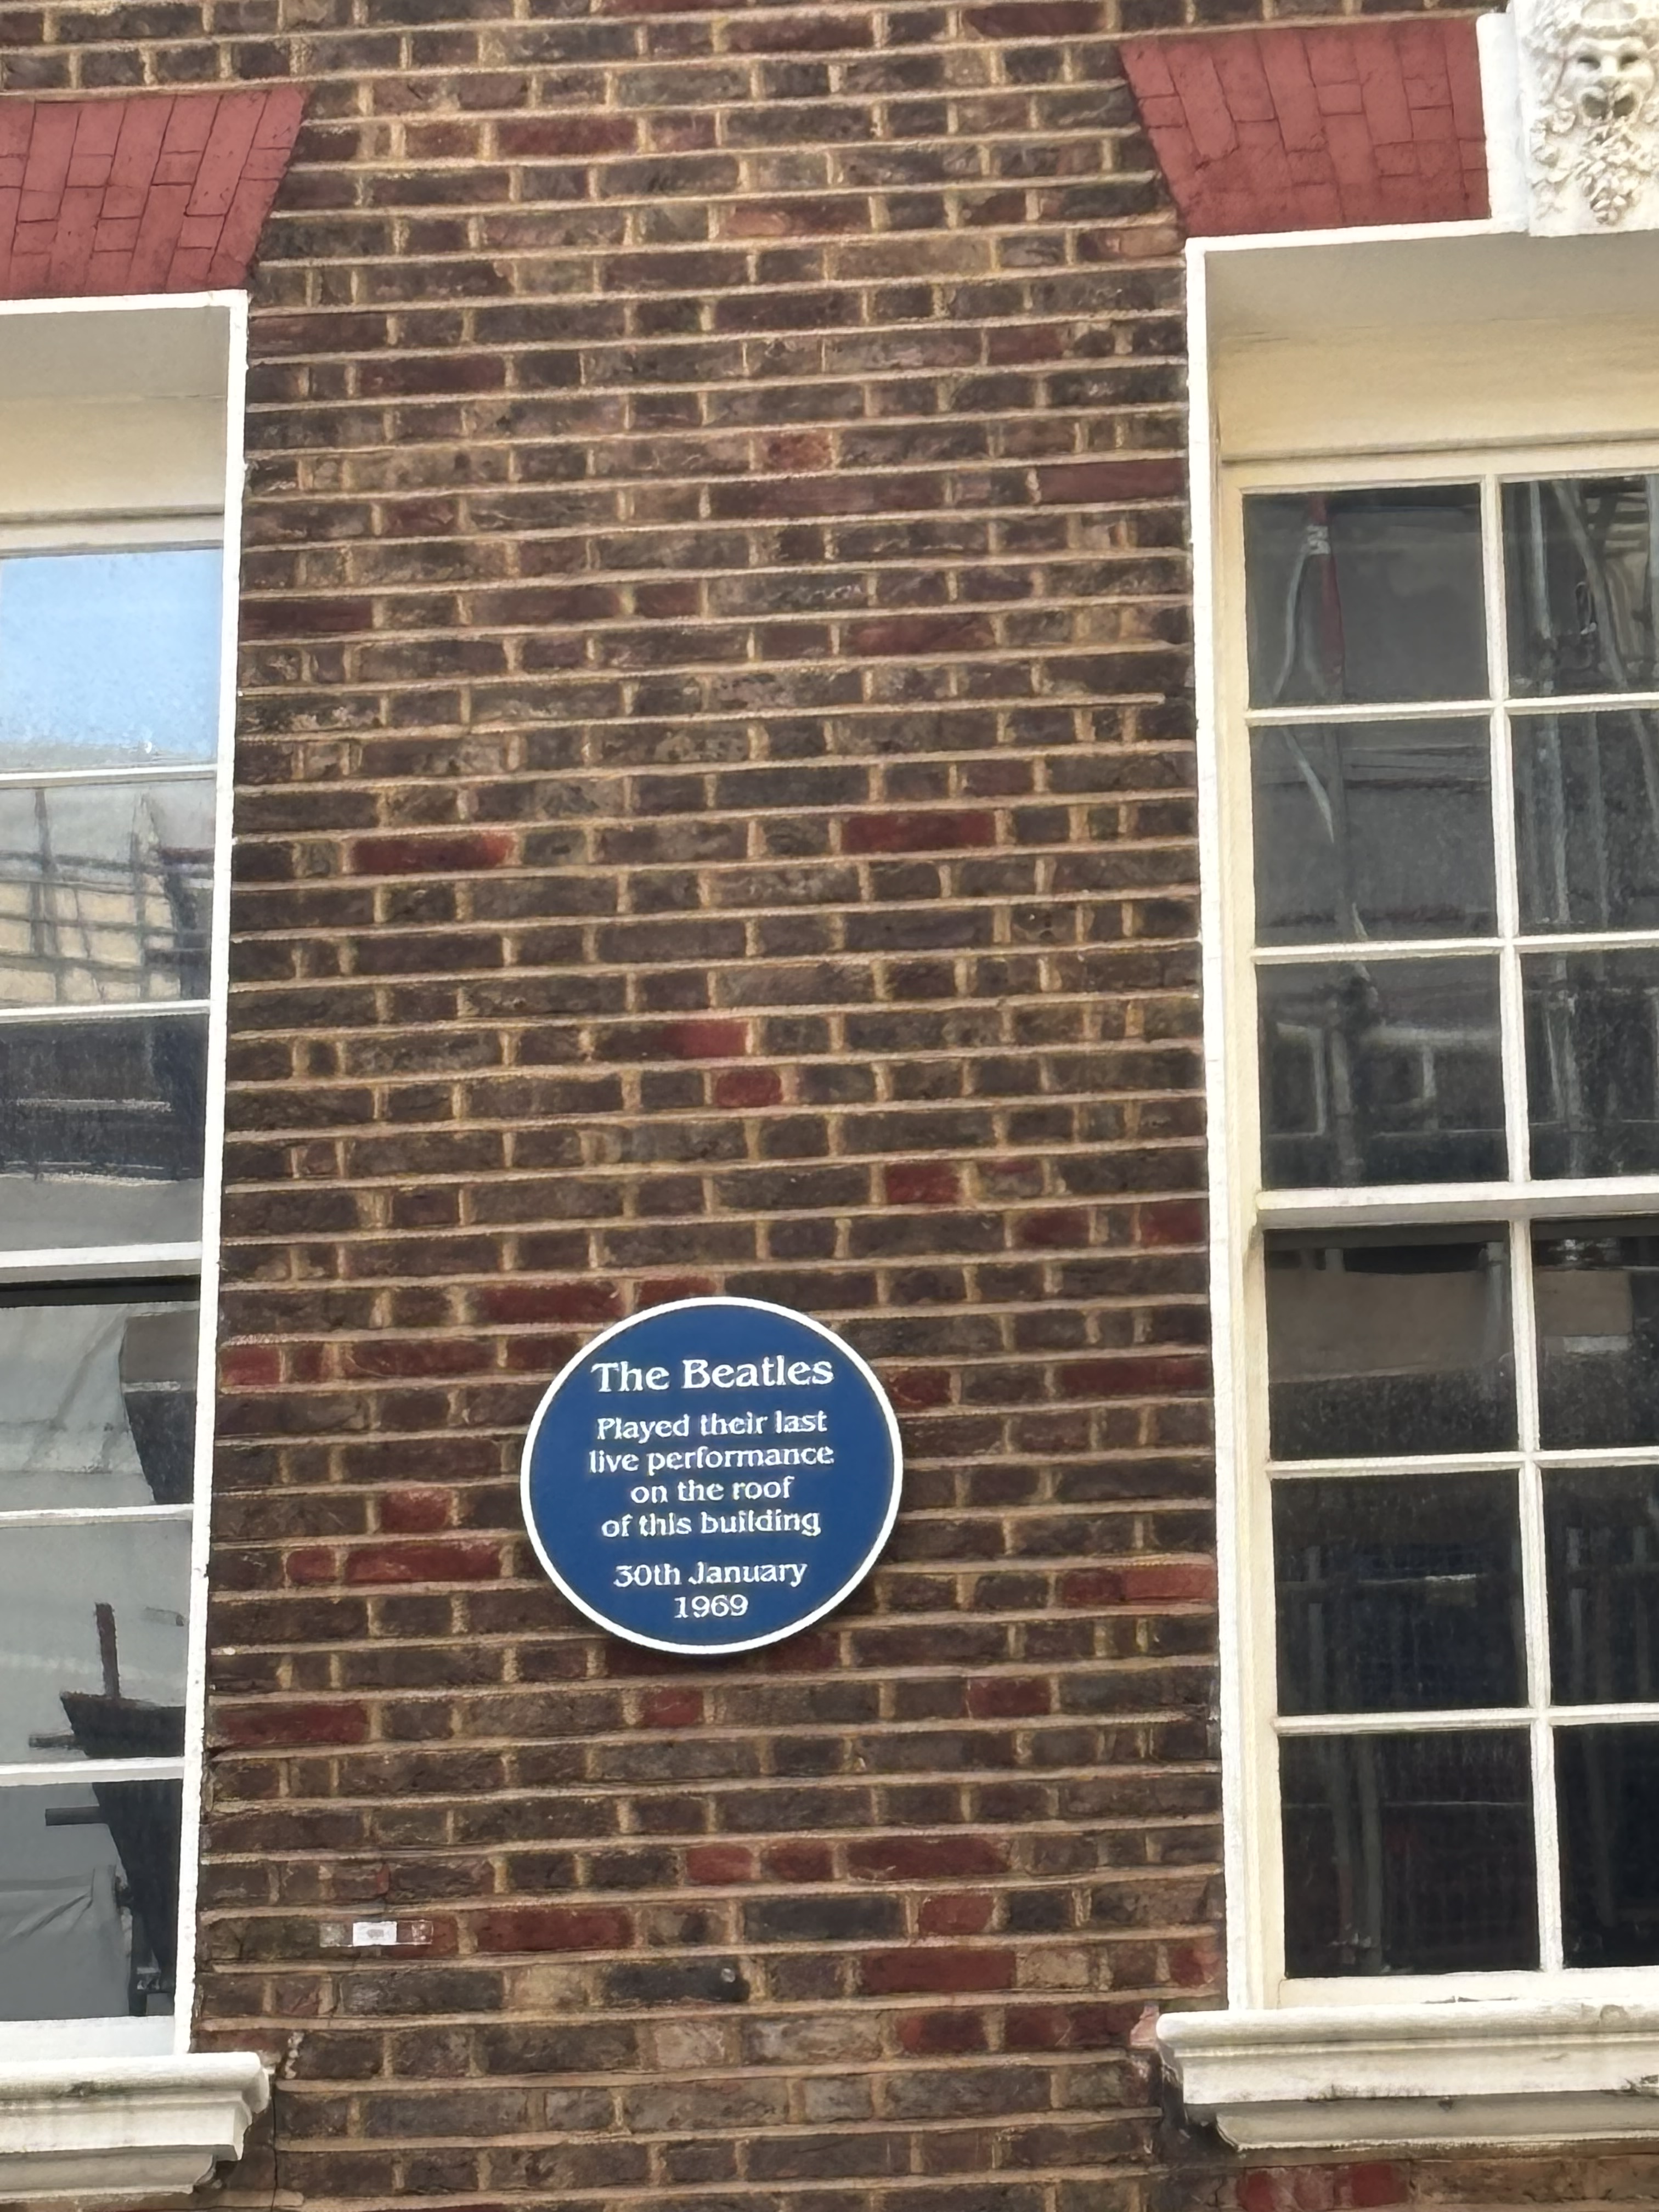 The Beatles
Played their last
live performance
on the roof
of this building
30th January
1969